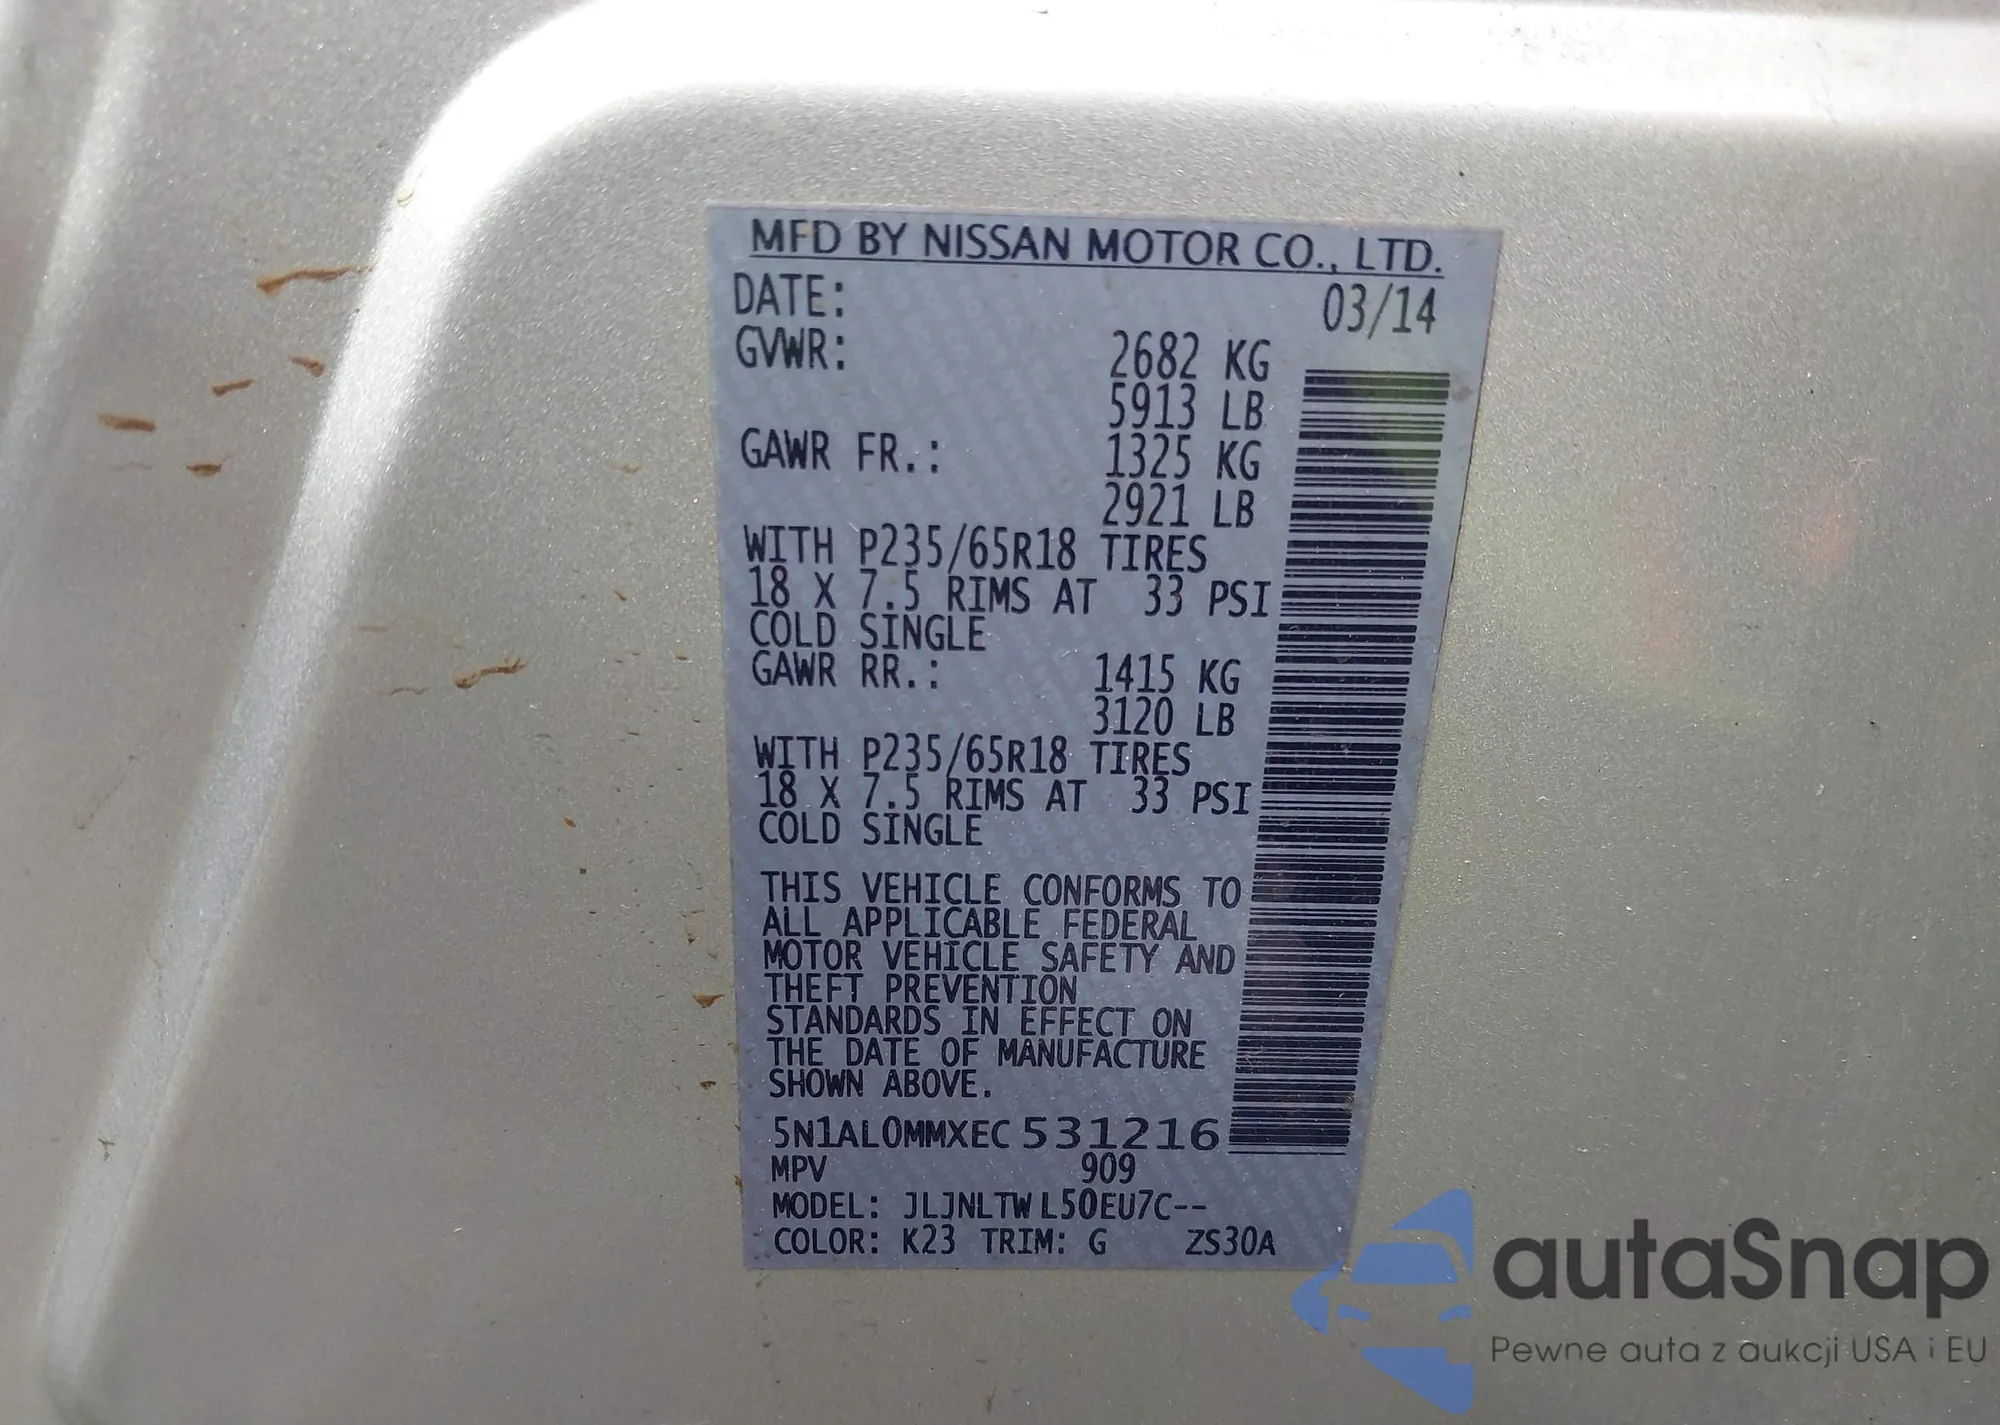 MFD BY NISSAN MOTOR CO., LTD.
DATE: 03/14
GVWR: 2682 KG
5913 LB
GAWR FR.: 1325 KG
2921 LB
WITH P235/65R18 TIRES
18 X 7.5 RIMS AT 33 PSI
COLD SINGLE
GAWR RR.: 1415 KG
3120 LB
WITH P235/65R18 TIRES
18 X 7.5 RIMS AT 33 PSI
COLD SINGLE
THIS VEHICLE CONFORMS TO
ALL APPLICABLE FEDERAL
MOTOR VEHICLE SAFETY AND
THEFT PREVENTION
STANDARDS IN EFFECT ON
THE DATE OF MANUFACTURE
SHOWN ABOVE.
5N1AL0MMXEC531216
MPV 909
MODEL: JLJNLTWL50EU7C--
COLOR: K23 TRIM: G ZS30A
autaSnap
Pewne auta z aukcji USA i EU